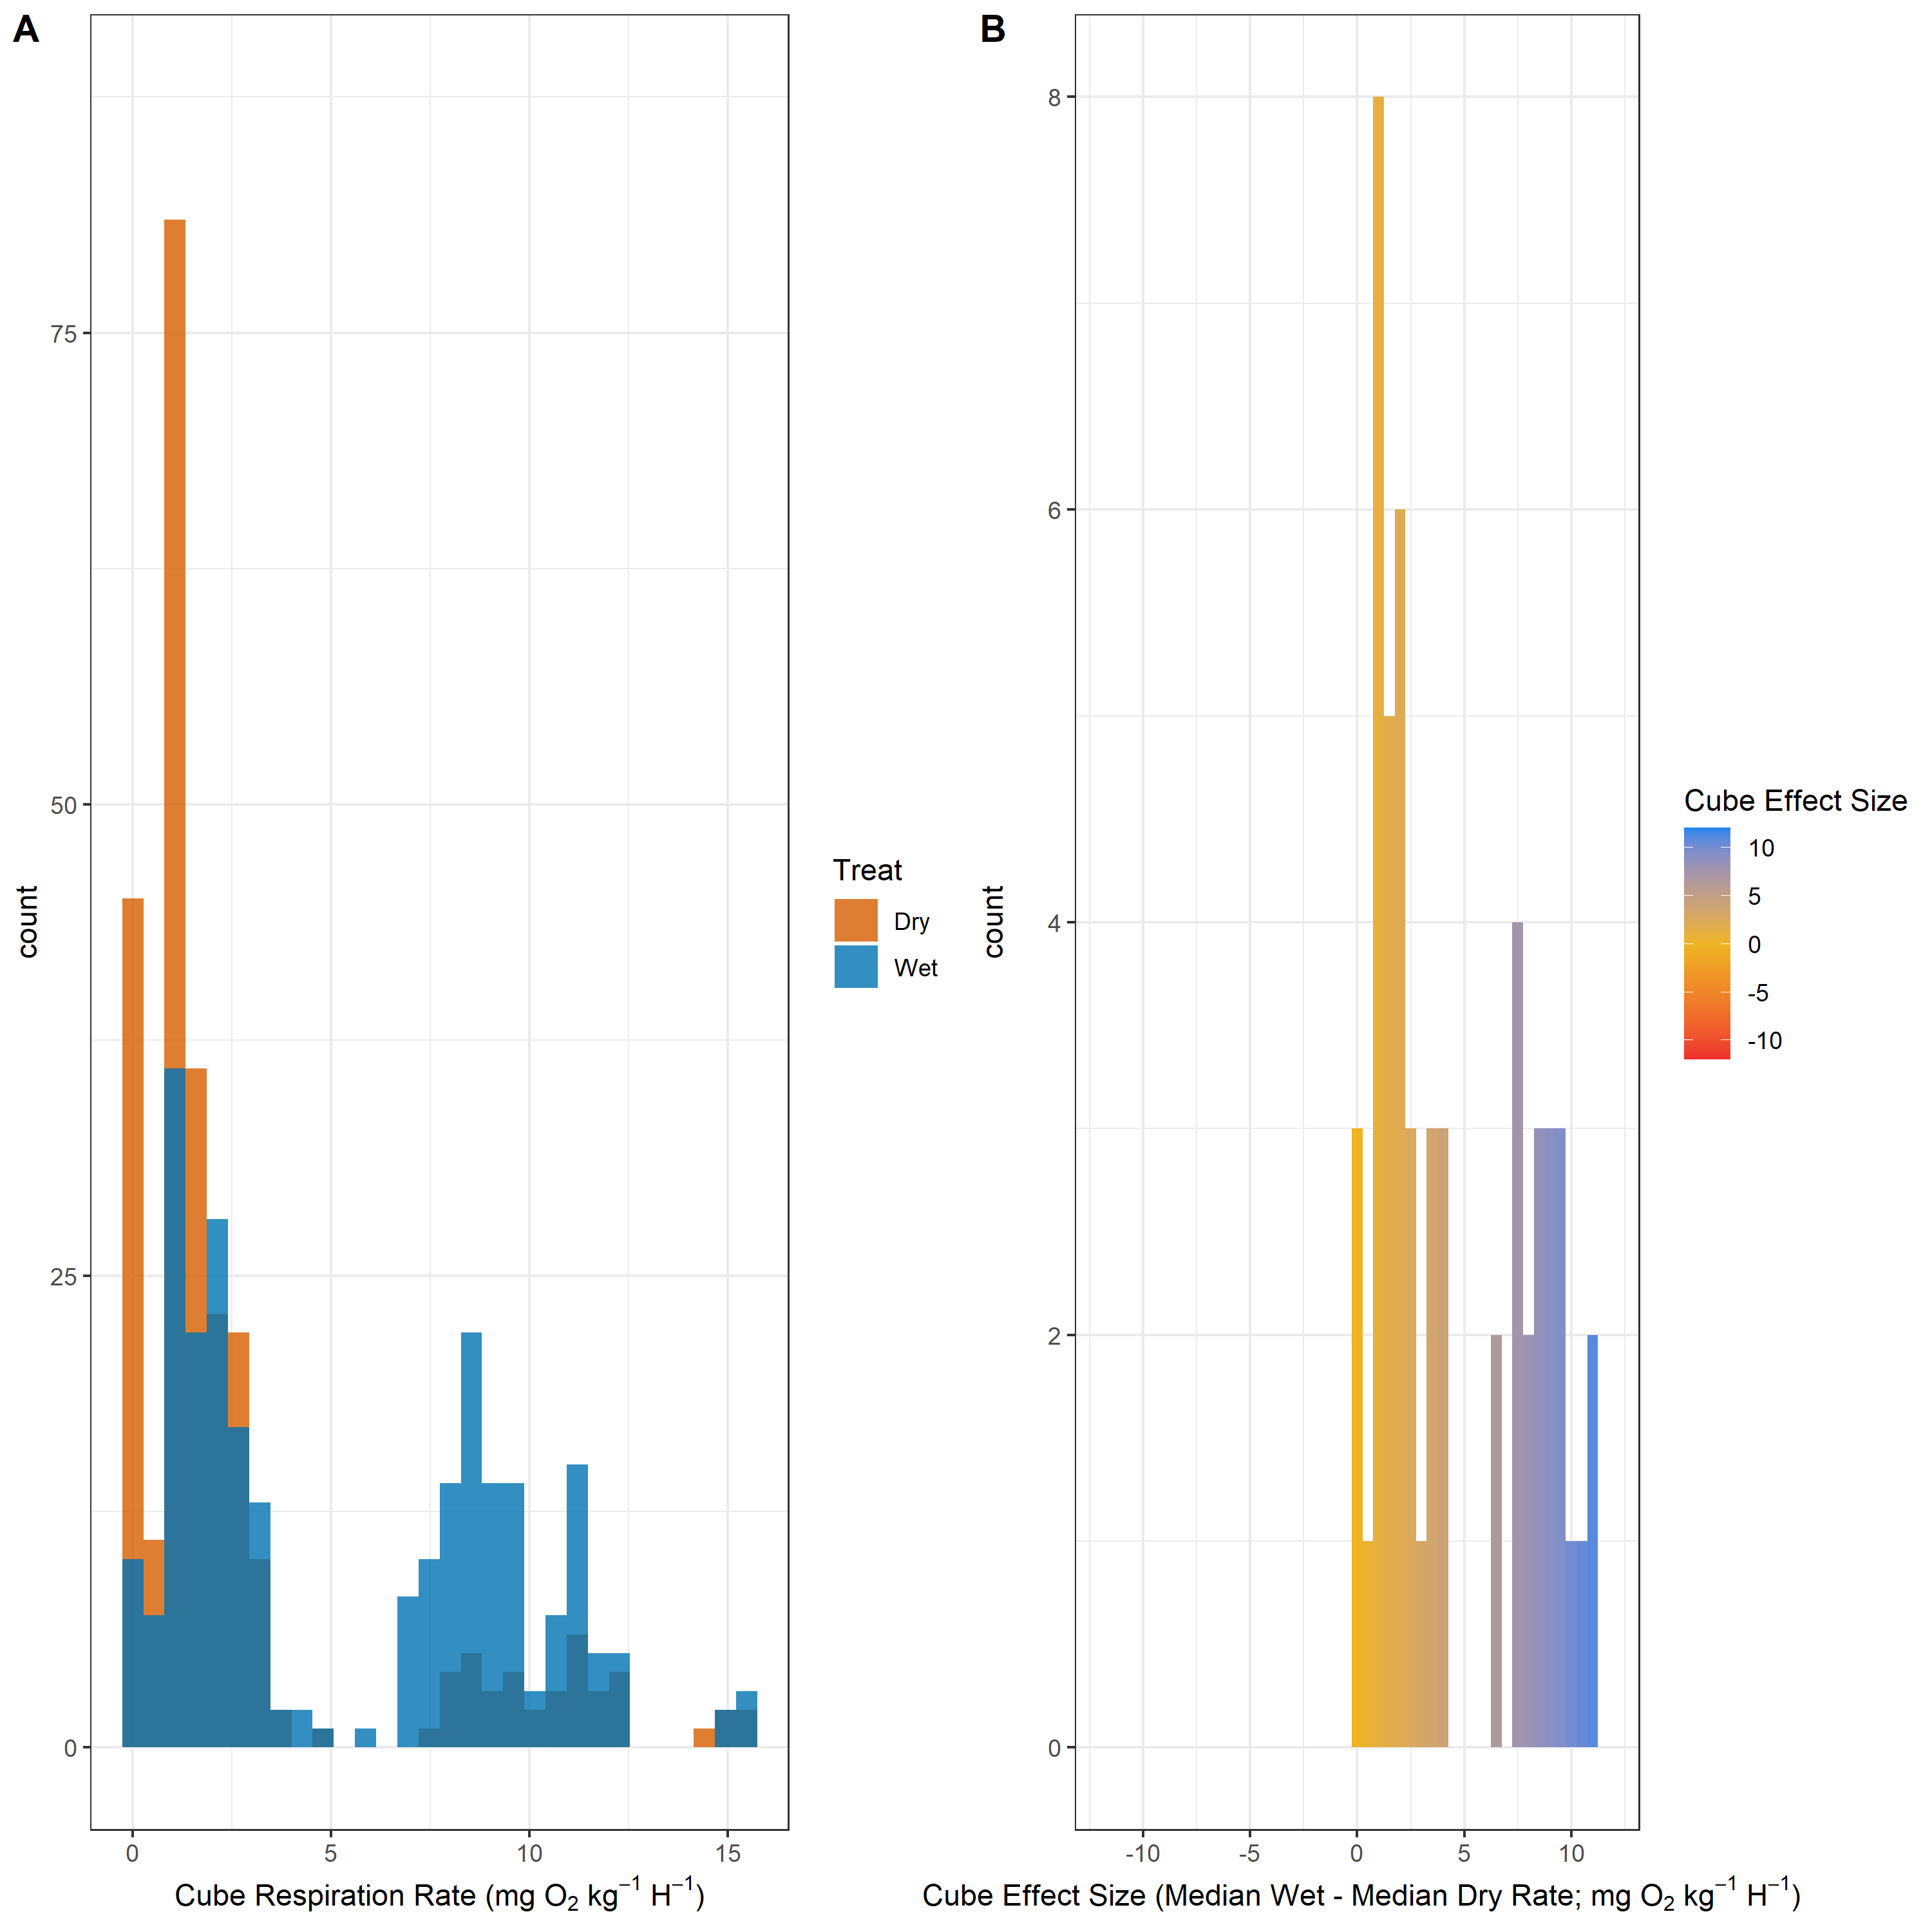 A
count
75
50
25
0
0 5 10 15
Cube Respiration Rate (mg O₂ kg⁻¹ H⁻¹)
Treat
Dry
Wet
B
count
8
6
4
2
0
-10 -5 0 5 10
Cube Effect Size (Median Wet - Median Dry Rate; mg O₂ kg⁻¹ H⁻¹)
Cube Effect Size
10
5
0
-5
-10